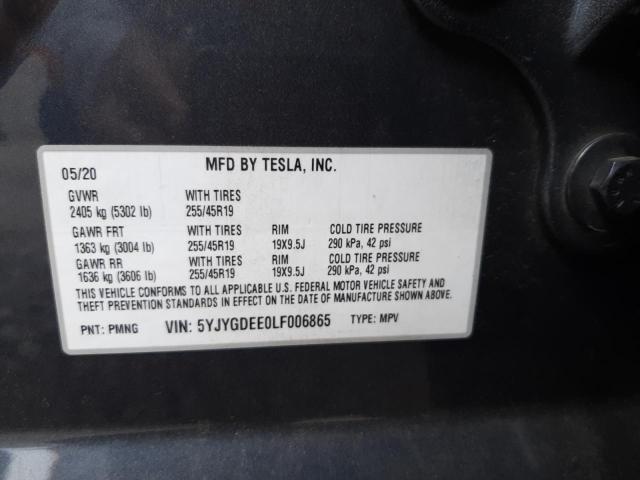 05/20 MFD BY TESLA, INC.
GVWR WITH TIRES
2405 kg (5302 lb) 255/45R19
GAWR FRT WITH TIRES RIM COLD TIRE PRESSURE
1363 kg (3004 lb) 255/45R19 19X9.5J 290 kPa, 42 psi
GAWR RR WITH TIRES RIM COLD TIRE PRESSURE
1636 kg (3606 lb) 255/45R19 19X9.5J 290 kPa, 42 psi
THIS VEHICLE CONFORMS TO ALL APPLICABLE U.S. FEDERAL MOTOR VEHICLE SAFETY AND
THEFT PREVENTION STANDARDS IN EFFECT ON THE DATE OF MANUFACTURE SHOWN ABOVE.
PNT: PMNG VIN: 5YJYGDEE0LF006865 TYPE: MPV